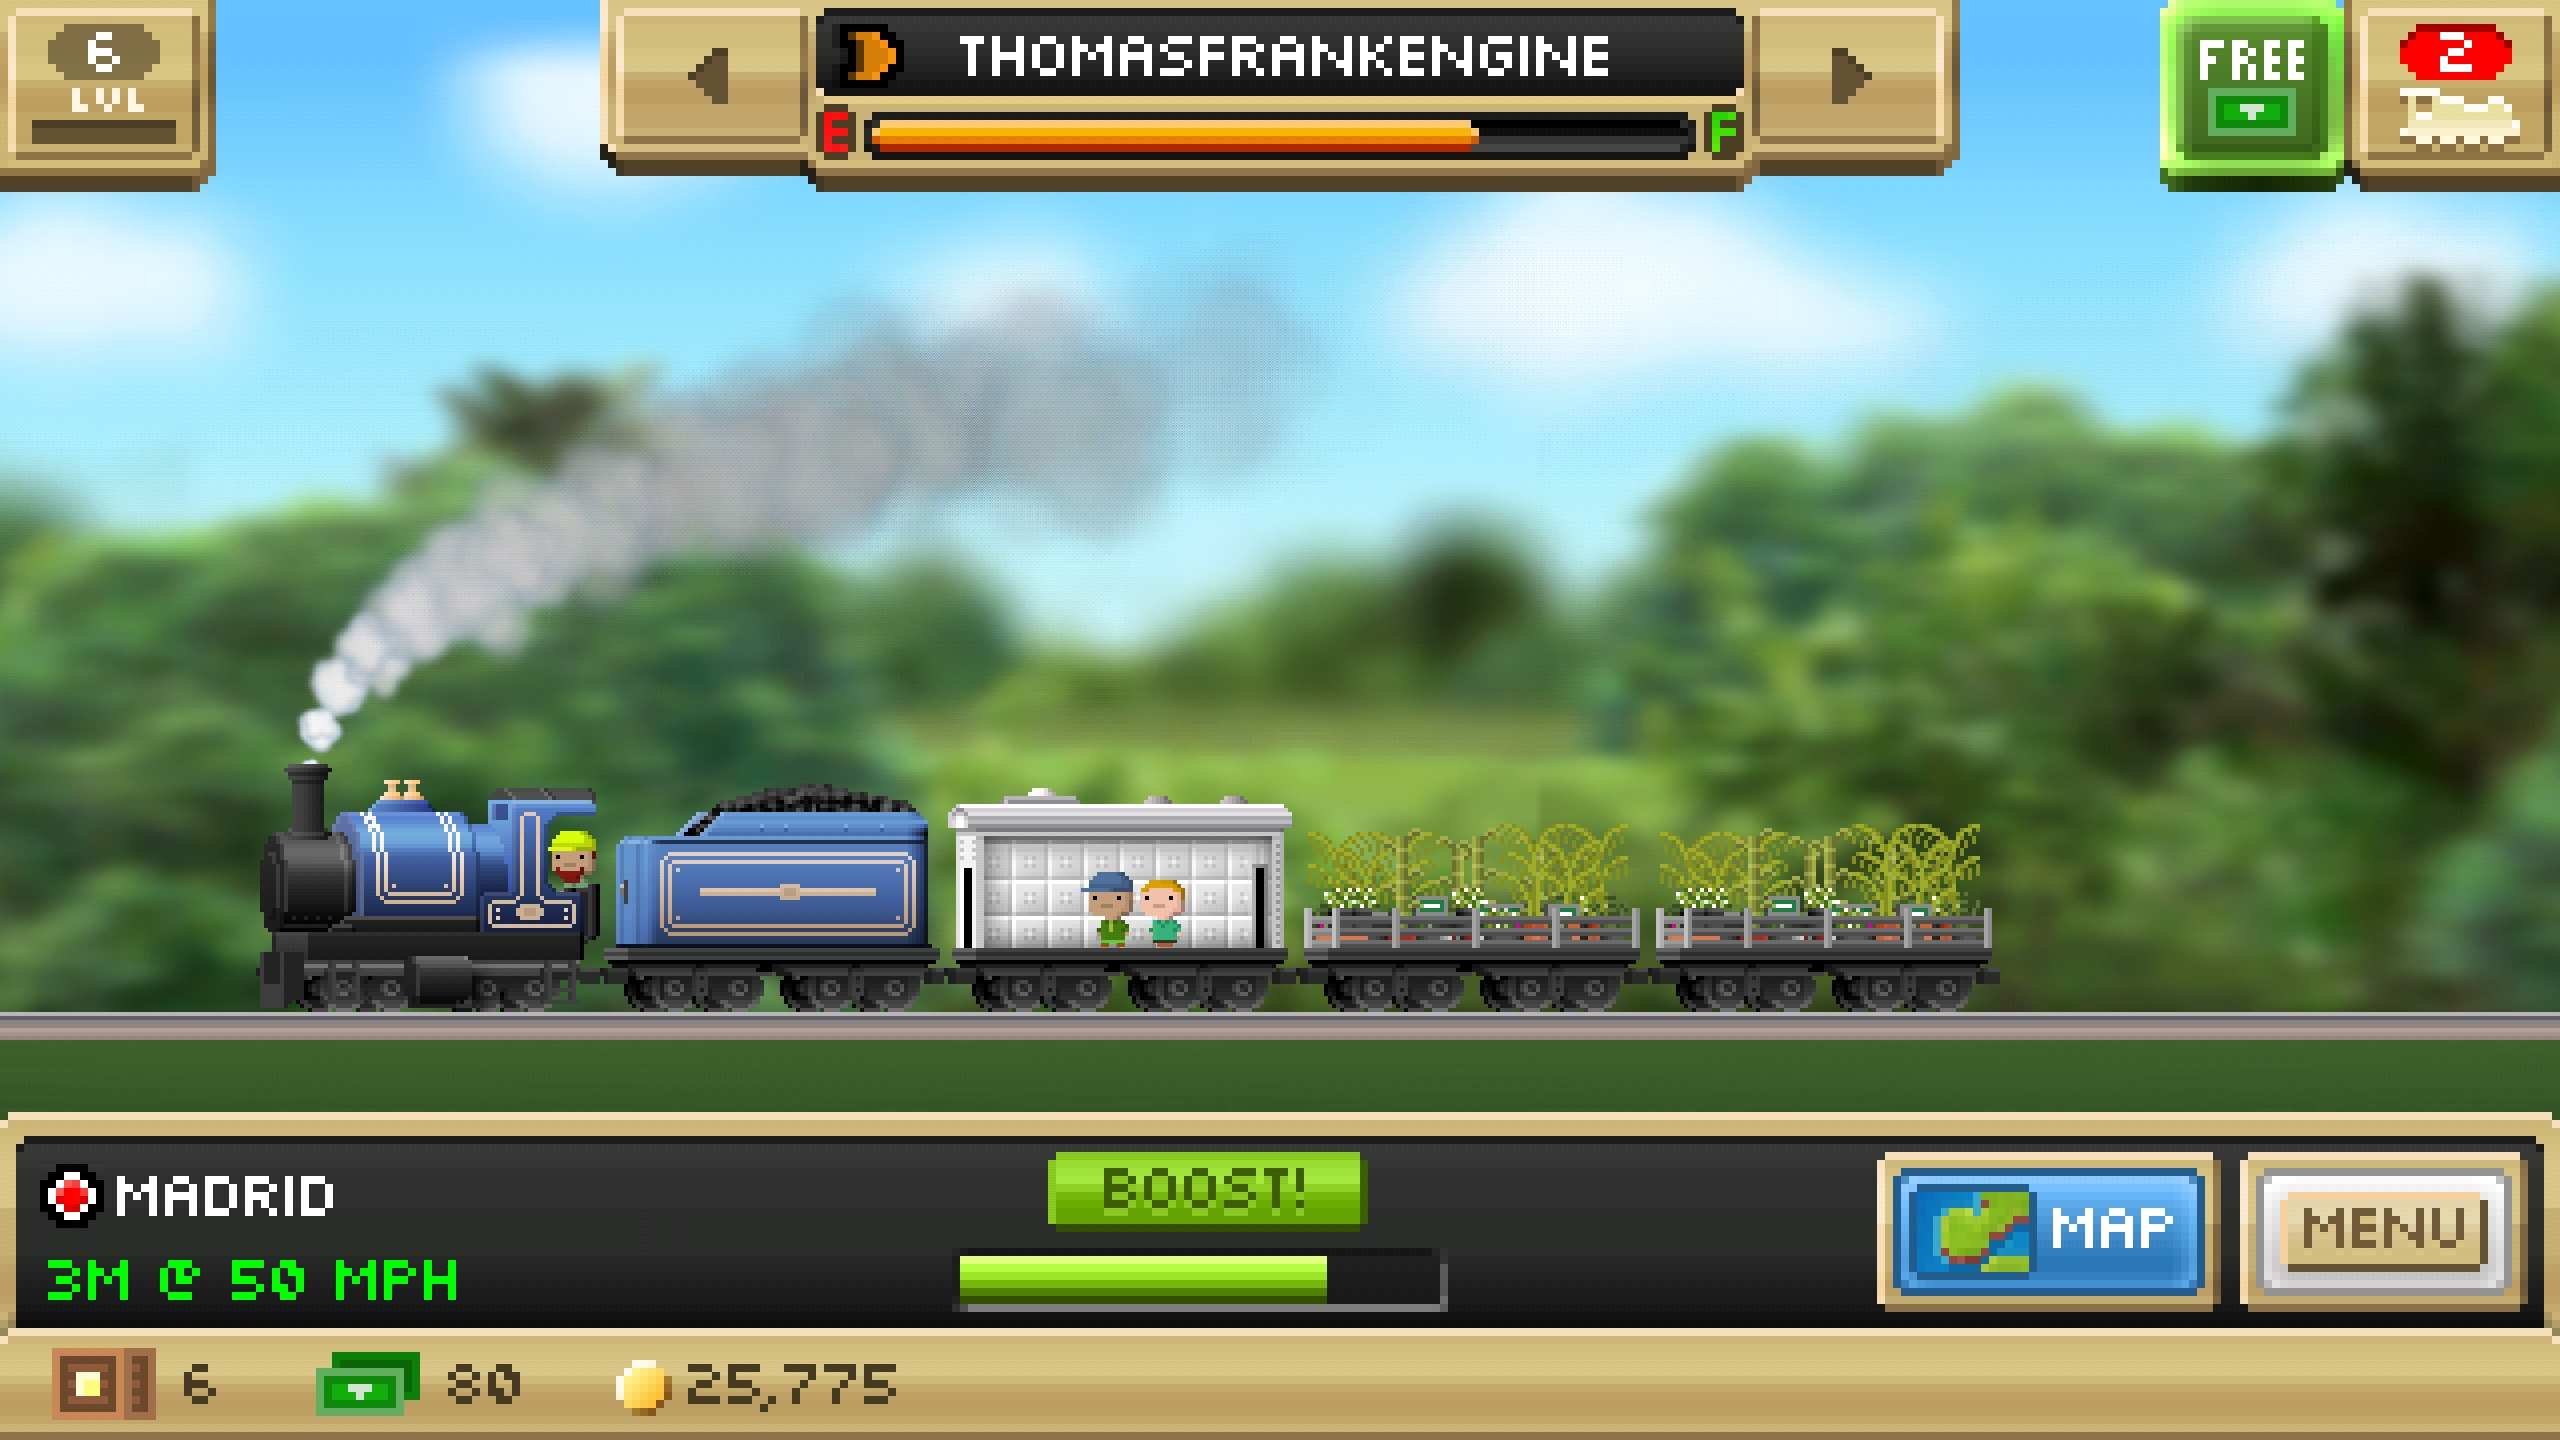 6
LVL
THOMASFRANKENGINE
E F
FREE
2
MADRID
BOOST!
3M @ 50 MPH
MAP
MENU
6 80 25,775